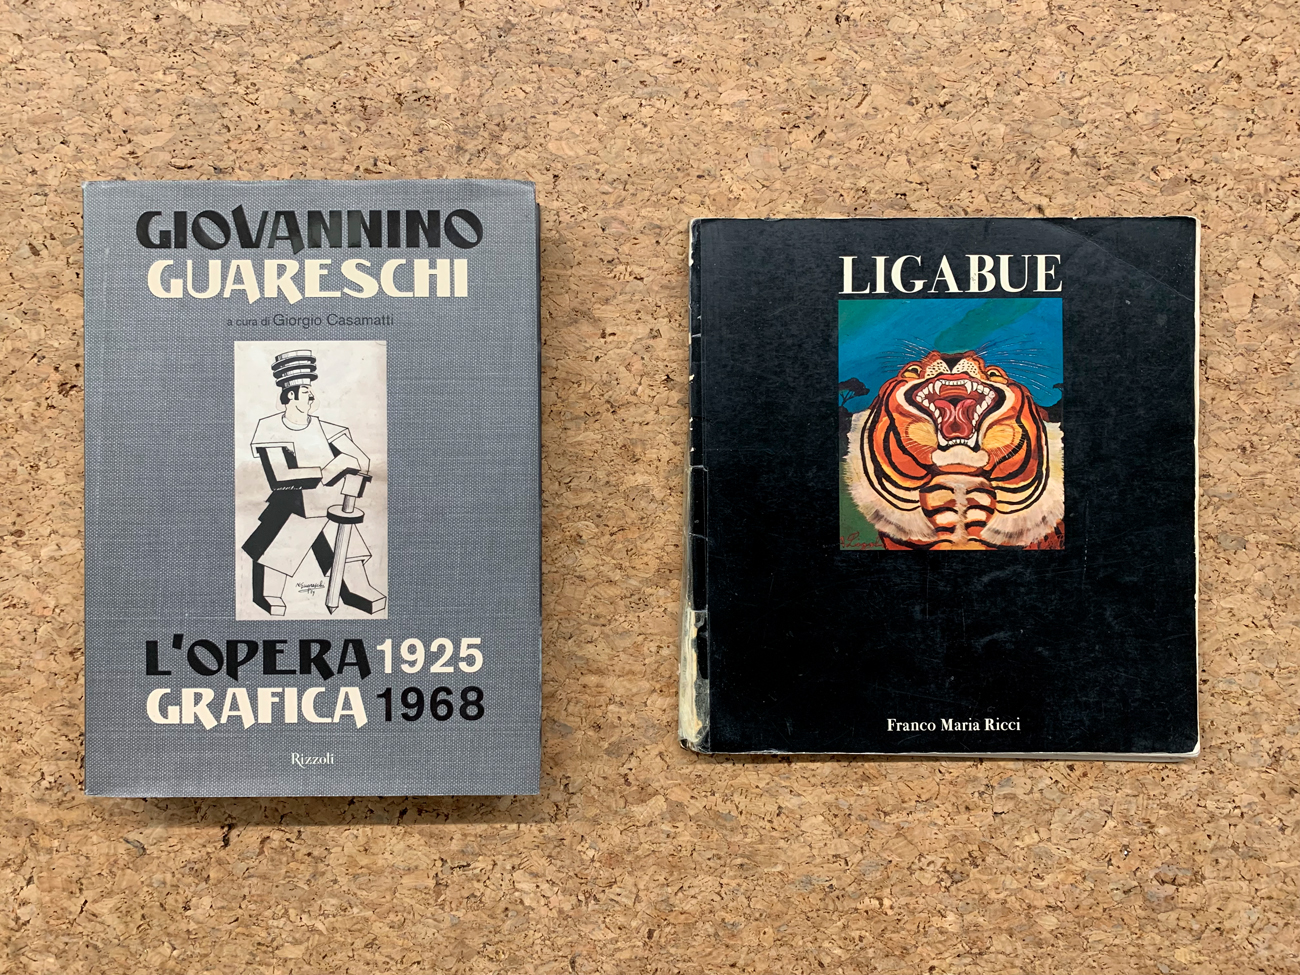 GIOVANNINO
GUARESCHI
a cura di Giorgio Casamatti
L'OPERA 1925
GRAFICA 1968
Rizzoli
LIGABUE
Franco Maria Ricci